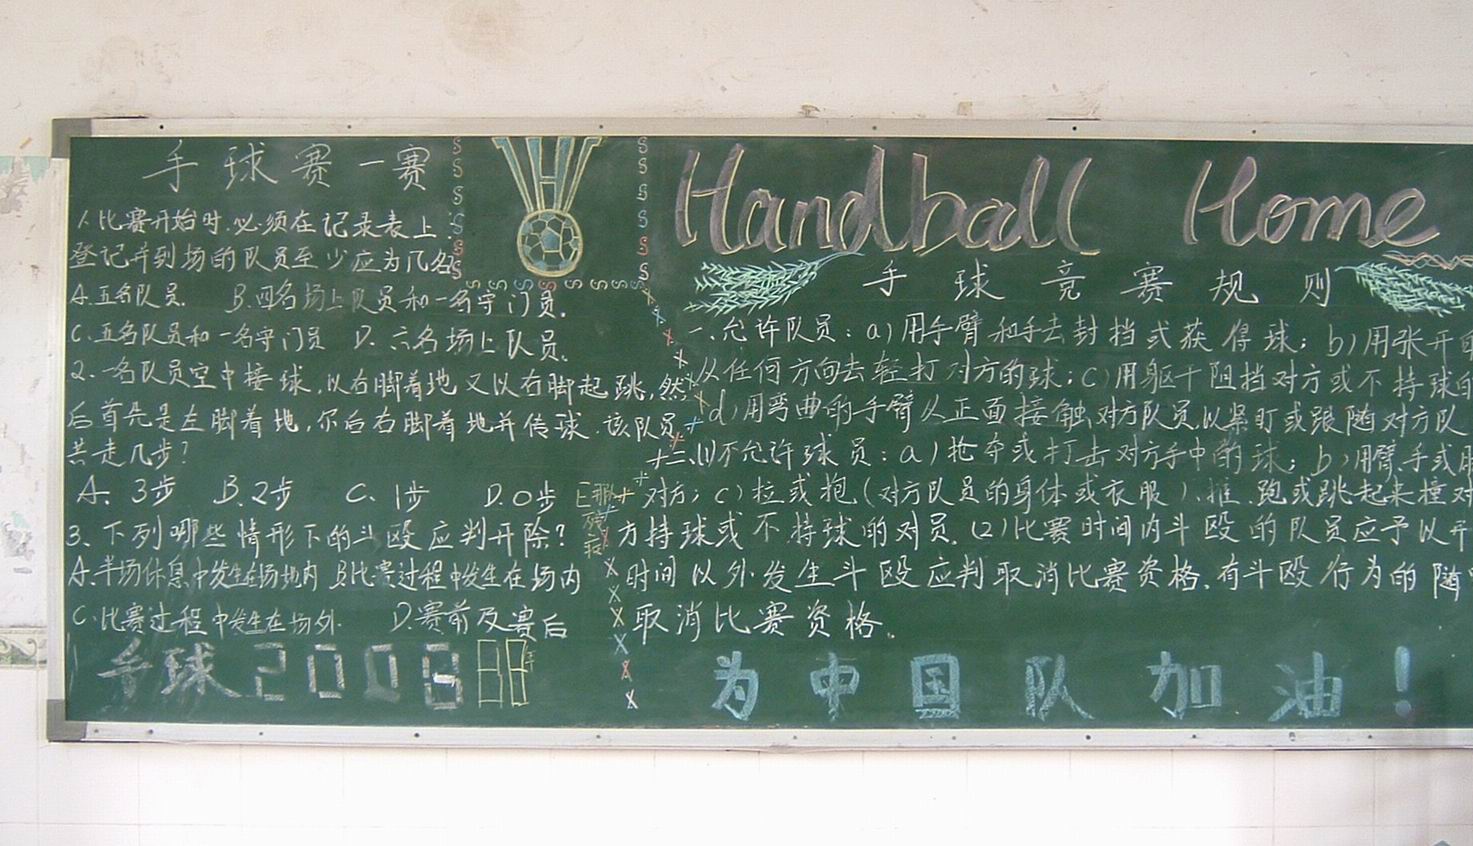 手球赛一赛
1.比赛开始时.必须在记录表上
登记并到场的队员至少应为几名
A.五名队员. B.四名场上队员和一名守门员.
C.五名队员和一名守门员 D.六名场上队员.
2.一名队员空中接球,以右脚着地又以右脚起跳,然
后首先是左脚着地,尔后右脚着地并传球.该队员
共走几步?
A. 3步 B.2步 C. 1步 D.0步
3.下列哪些情形下的斗殴应判开除?
A.半场休息中发生在场地内 B.比赛过程中发生在场内
C.比赛过程中发生在场外. D.赛前及赛后
手球2008
Handball Home
手球竞赛规则
一.允许队员:a)用手臂和手去封挡或获得球;b)用张开的
从任何方向去轻打对方的球;c)用躯干阻挡对方或不持球的
d)用弯曲的手臂从正面接触对方队员,以紧盯或跟随对方队
二.(1)不允许球员:a)抢夺或打击对方手中的球;b)用臂.手或
对方;c)拉或抱(对方队员的身体或衣服).推.跑或跳起来撞对
方持球或不持球的对员.(2)比赛时间内斗殴的队员应予以开
时间以外发生斗殴应判取消比赛资格.有斗殴行为的随
取消比赛资格.
为中国队加油!